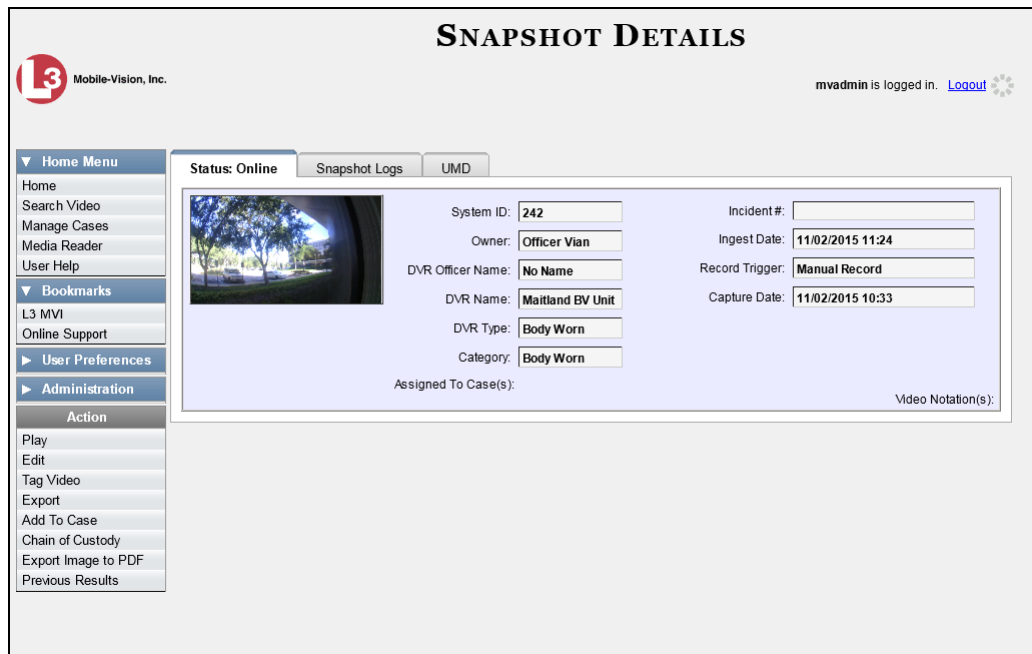 SNAPSHOT DETAILS
L3 Mobile-Vision, Inc.
mvadmin is logged in. Logout
Home Menu
Home
Search Video
Manage Cases
Media Reader
User Help
Bookmarks
L3 MVI
Online Support
User Preferences
Administration
Action
Play
Edit
Tag Video
Export
Add To Case
Chain of Custody
Export Image to PDF
Previous Results
Status: Online
Snapshot Logs
UMD
System ID: 242
Owner: Officer Vian
DVR Officer Name: No Name
DVR Name: Maitland BV Unit
DVR Type: Body Worn
Category: Body Worn
Assigned To Case(s):
Incident #:
Ingest Date: 11/02/2015 11:24
Record Trigger: Manual Record
Capture Date: 11/02/2015 10:33
Video Notation(s):